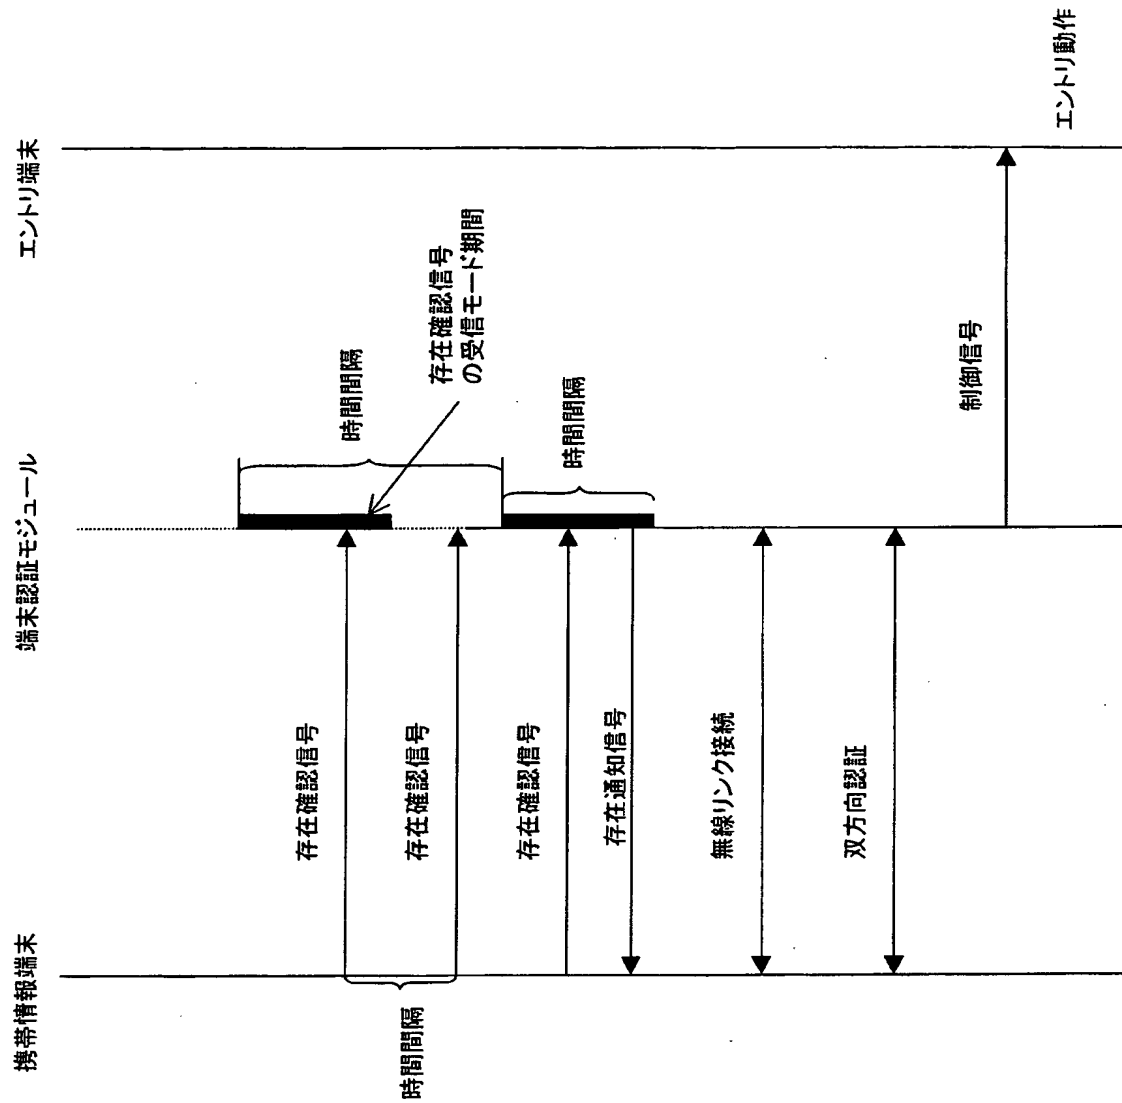 携帯情報端末
端末認証モジュール
エントリ端末
存在確認信号
時間間隔
時間間隔
存在確認信号
存在確認信号
の受信モード期間
存在確認信号
時間間隔
存在通知信号
無線リンク接続
双方向認証
制御信号
エントリ動作